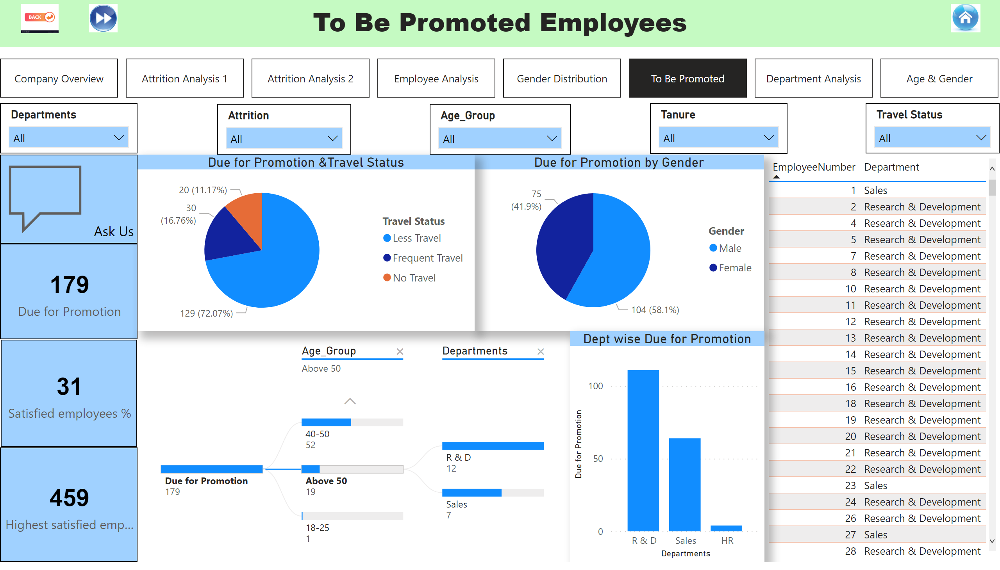 BACK
To Be Promoted Employees
Company Overview
Attrition Analysis 1
Attrition Analysis 2
Employee Analysis
Gender Distribution
To Be Promoted
Department Analysis
Age & Gender
Departments
All
Attrition
All
Age_Group
All
Tanure
All
Travel Status
All
Ask Us
179
Due for Promotion
31
Satisfied employees %
459
Highest satisfied emp...
Due for Promotion &Travel Status
20 (11.17%)
30
(16.76%)
129 (72.07%)
Travel Status
Less Travel
Frequent Travel
No Travel
Due for Promotion by Gender
75
(41.9%)
104 (58.1%)
Gender
Male
Female
Age_Group
Above 50
Departments
Due for Promotion
179
40-50
52
Above 50
19
18-25
1
R & D
12
Sales
7
Dept wise Due for Promotion
Due for Promotion
100
50
0
R & D
Sales
HR
Departments
EmployeeNumber Department
1 Sales
2 Research & Development
4 Research & Development
5 Research & Development
7 Research & Development
8 Research & Development
10 Research & Development
11 Research & Development
12 Research & Development
13 Research & Development
14 Research & Development
15 Research & Development
16 Research & Development
18 Research & Development
19 Research & Development
20 Research & Development
21 Research & Development
22 Research & Development
23 Sales
24 Research & Development
26 Research & Development
27 Sales
28 Research & Development